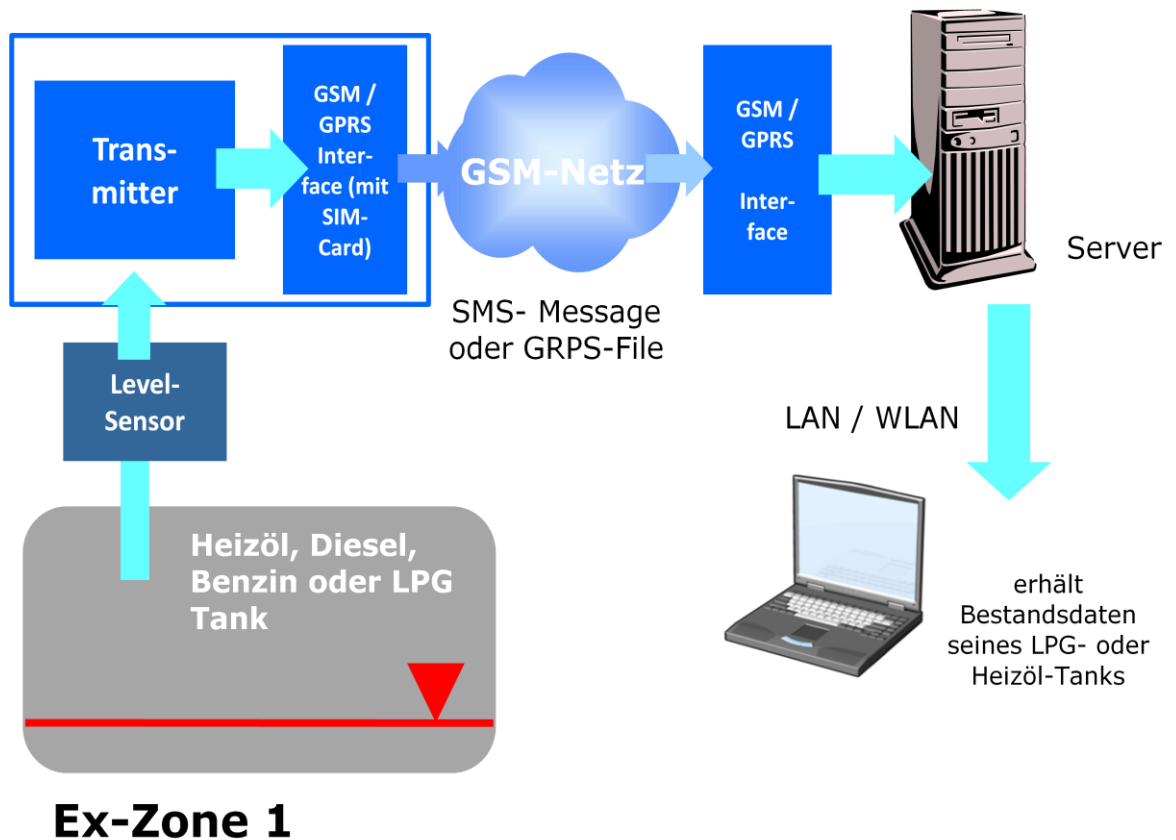 Trans-
mitter
GSM /
GPRS
Inter-
face (mit
SIM-
Card)
GSM-Netz
GSM /
GPRS
Inter-
face
Server
SMS- Message
oder GRPS-File
Level-
Sensor
LAN / WLAN
Heizöl, Diesel,
Benzin oder LPG
Tank
erhält
Bestandsdaten
seines LPG- oder
Heizöl-Tanks
Ex-Zone 1